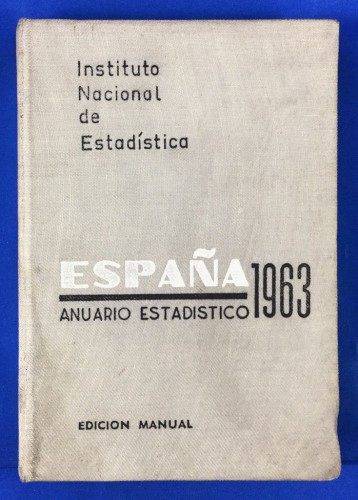 Instituto
Nacional
de
Estadística
ESPAÑA
1963
ANUARIO ESTADISTICO
EDICION MANUAL